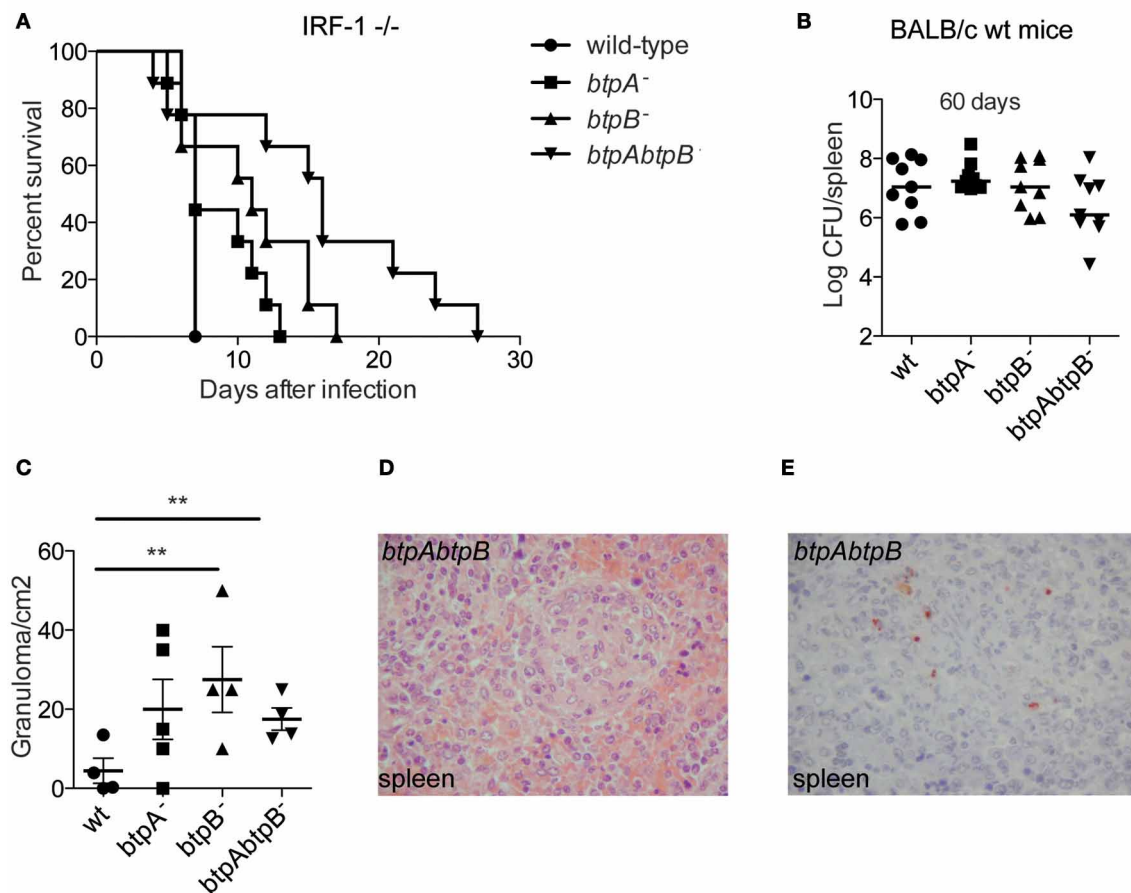 A
IRF-1 -/-
Percent survival
100
80
60
40
20
0
0
10
20
30
Days after infection
wild-type
btpA-
btpB-
btpAbtpB-
B
BALB/c wt mice
60 days
Log CFU/spleen
10
8
6
4
2
wt
btpA-
btpB-
btpAbtpB-
C
**
**
Granuloma/cm2
60
40
20
0
wt
btpA-
btpB-
btpAbtpB-
D
btpAbtpB
spleen
E
btpAbtpB
spleen